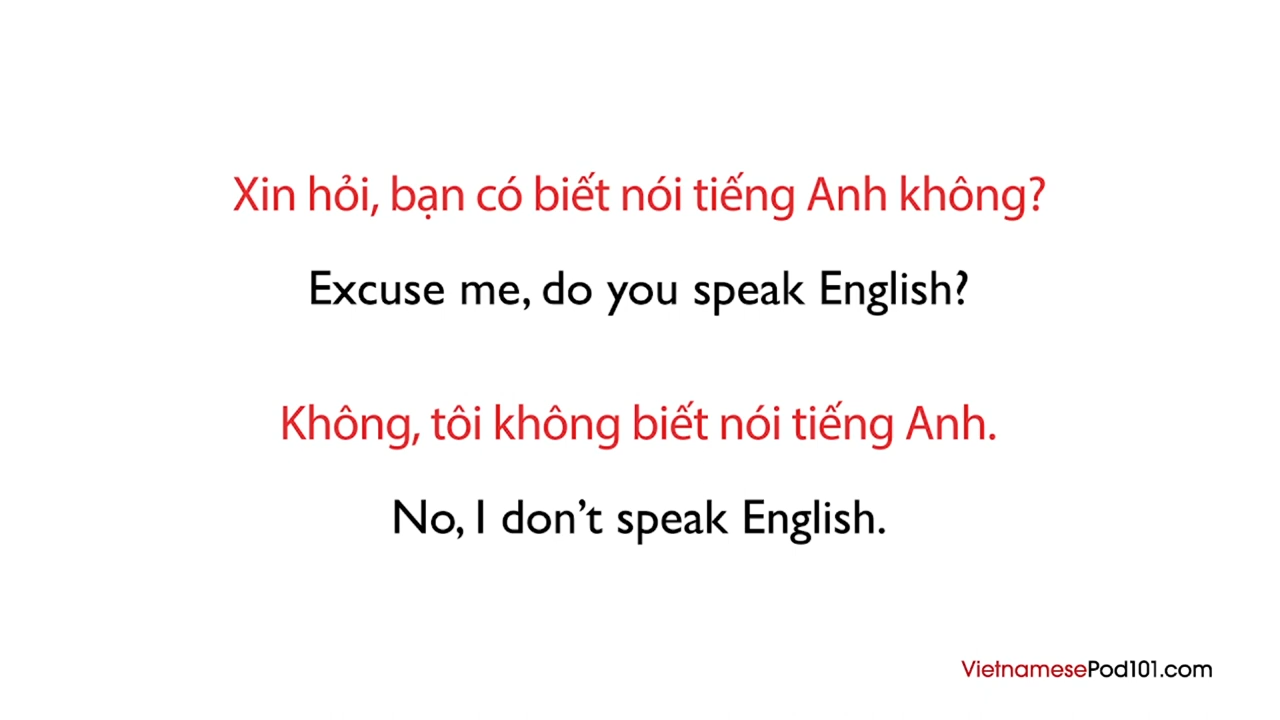 Xin hỏi, bạn có biết nói tiếng Anh không?
Excuse me, do you speak English?
Không, tôi không biết nói tiếng Anh.
No, I don’t speak English.
VietnamesePod101.com